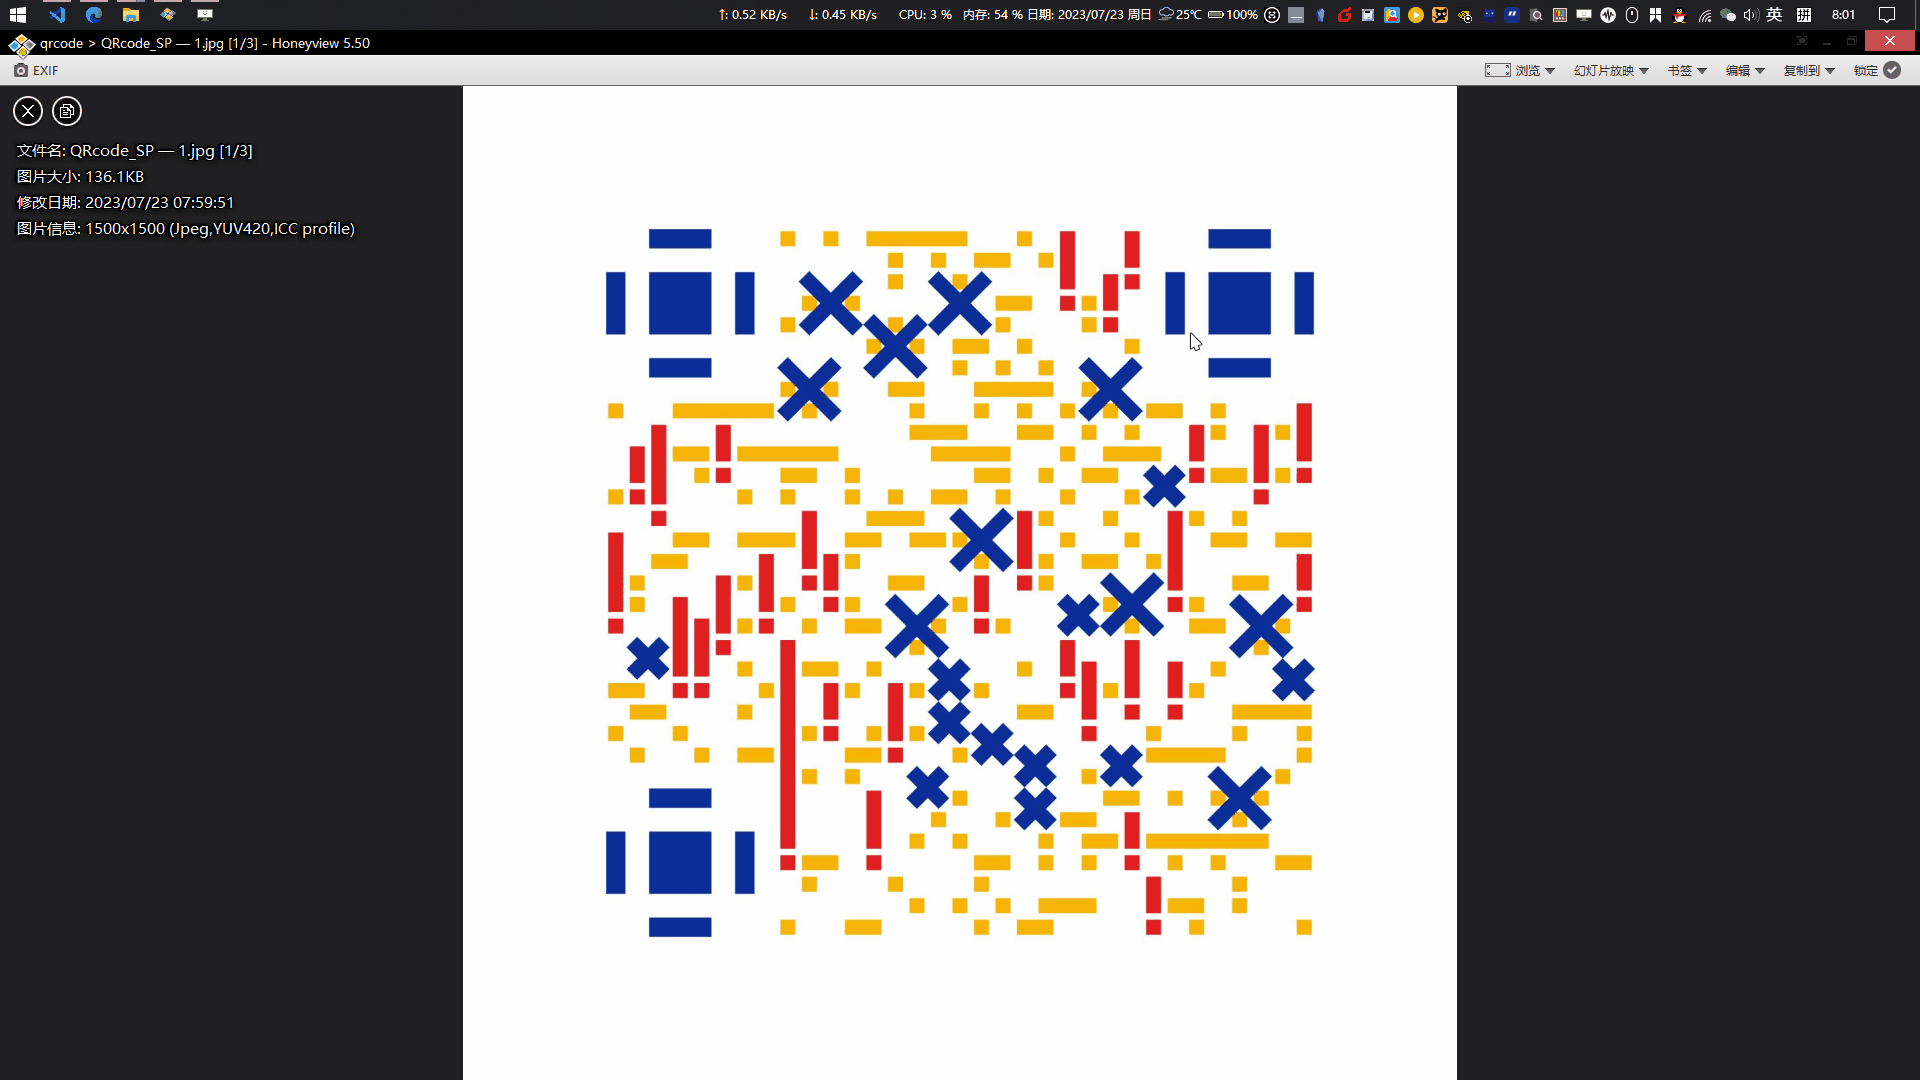 ↑: 0.52 KB/s ↓: 0.45 KB/s CPU: 3 % 内存: 54 % 日期: 2023/07/23 周日 25℃ 100% 英 拼 8:01
qrcode > QRcode_SP — 1.jpg [1/3] - Honeyview 5.50
EXIF 浏览 幻灯片放映 书签 编辑 复制到 锁定
文件名: QRcode_SP — 1.jpg [1/3]
图片大小: 136.1KB
修改日期: 2023/07/23 07:59:51
图片信息: 1500x1500 (Jpeg,YUV420,ICC profile)